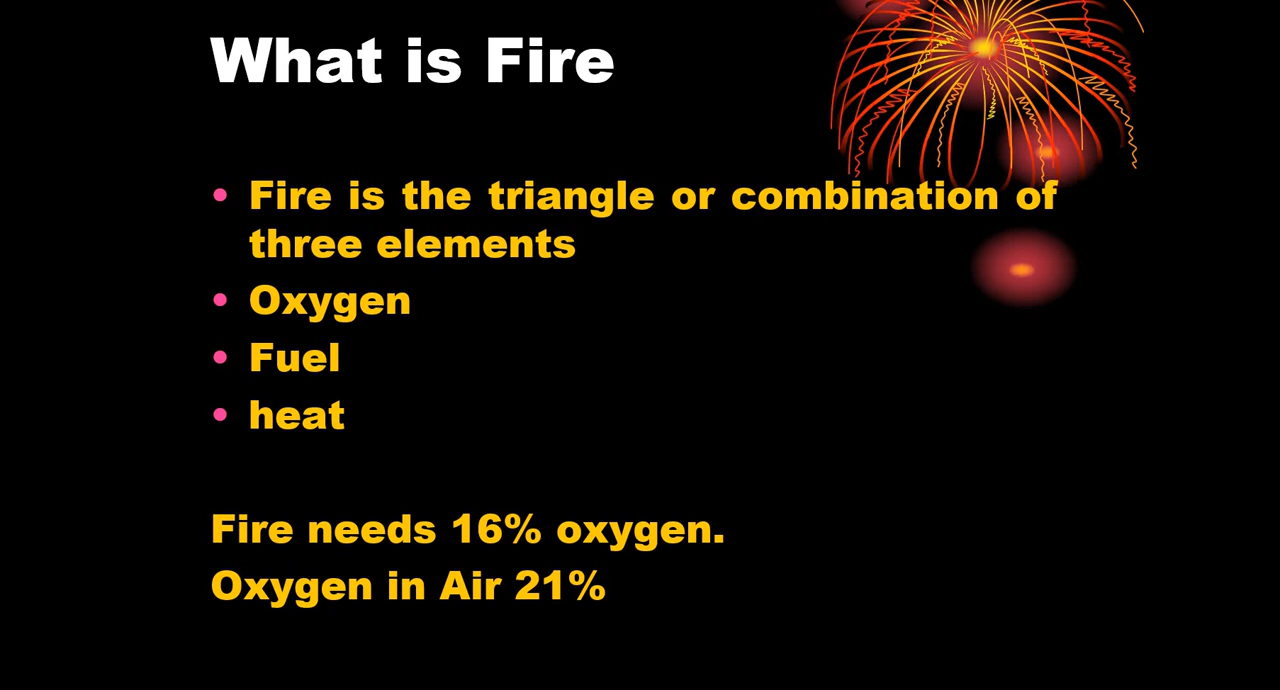 What is Fire
• Fire is the triangle or combination of
three elements
• Oxygen
• Fuel
• heat
Fire needs 16% oxygen.
Oxygen in Air 21%